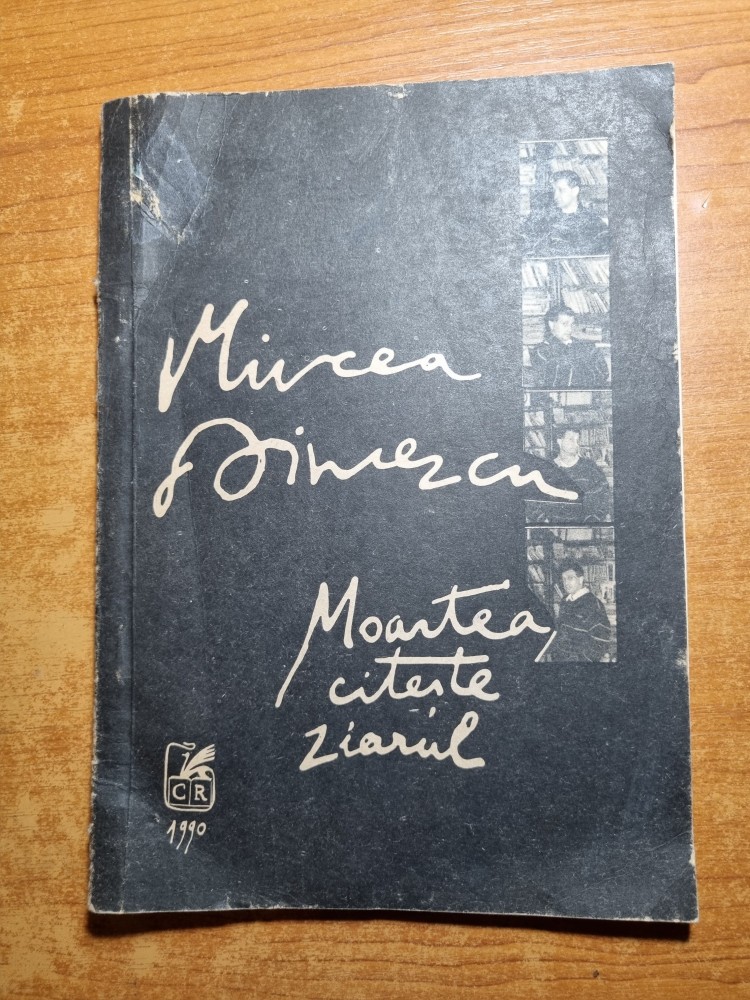 Mircea
Dinescu
Moartea
citește
ziarul
CR
1990